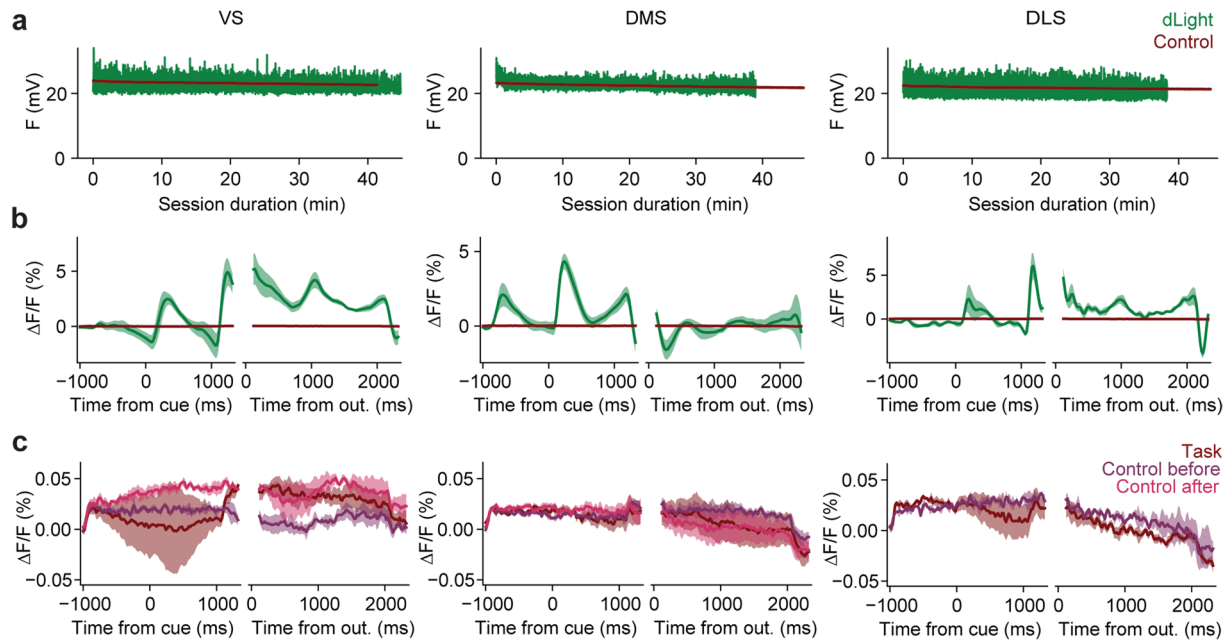 a
VS
DMS
DLS
dLight
Control
F (mV)
20
0
0 10 20 30 40
Session duration (min)
F (mV)
20
0
0 10 20 30 40
Session duration (min)
F (mV)
20
0
0 10 20 30 40
Session duration (min)
b
ΔF/F (%)
5
0
−1000 0 1000 0 1000 2000
Time from cue (ms) Time from out. (ms)
ΔF/F (%)
5
0
−1000 0 1000 0 1000 2000
Time from cue (ms) Time from out. (ms)
ΔF/F (%)
5
0
−1000 0 1000 0 1000 2000
Time from cue (ms) Time from out. (ms)
c
Task
Control before
Control after
ΔF/F (%)
0.05
0.00
−0.05
−1000 0 1000 0 1000 2000
Time from cue (ms) Time from out. (ms)
ΔF/F (%)
0.05
0.00
−0.05
−1000 0 1000 0 1000 2000
Time from cue (ms) Time from out. (ms)
ΔF/F (%)
0.05
0.00
−0.05
−1000 0 1000 0 1000 2000
Time from cue (ms) Time from out. (ms)